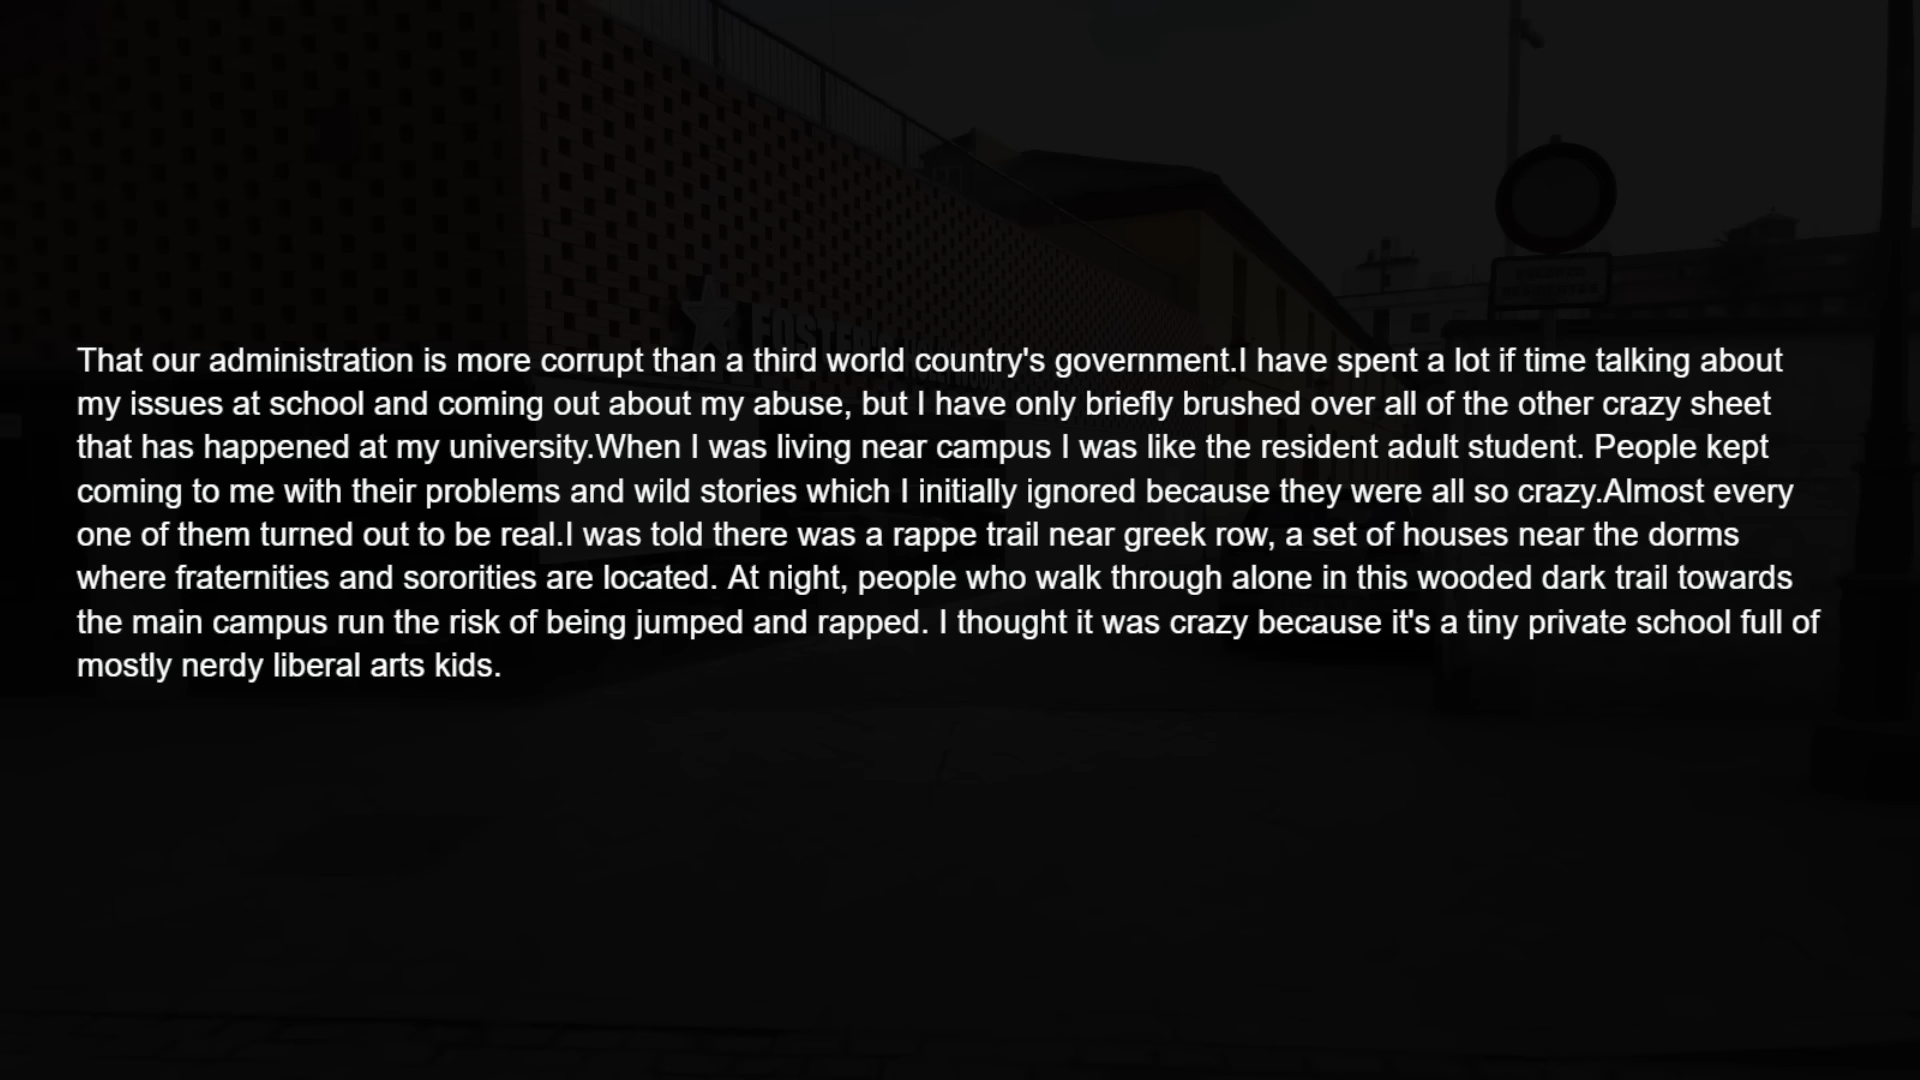 That our administration is more corrupt than a third world country's government.I have spent a lot if time talking about
my issues at school and coming out about my abuse, but I have only briefly brushed over all of the other crazy sheet
that has happened at my university.When I was living near campus I was like the resident adult student. People kept
coming to me with their problems and wild stories which I initially ignored because they were all so crazy.Almost every
one of them turned out to be real.I was told there was a rappe trail near greek row, a set of houses near the dorms
where fraternities and sororities are located. At night, people who walk through alone in this wooded dark trail towards
the main campus run the risk of being jumped and rapped. I thought it was crazy because it's a tiny private school full of
mostly nerdy liberal arts kids.